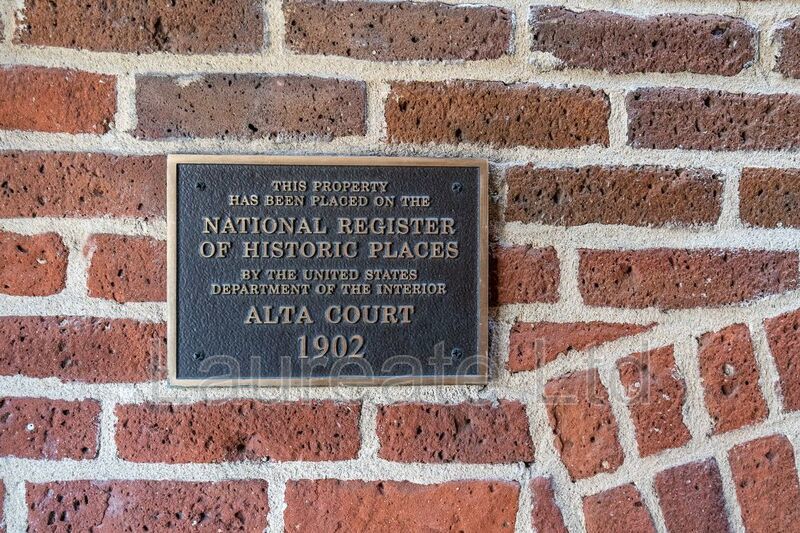 THIS PROPERTY
HAS BEEN PLACED ON THE
NATIONAL REGISTER
OF HISTORIC PLACES
BY THE UNITED STATES
DEPARTMENT OF THE INTERIOR
ALTA COURT
1902
Laureate Ltd